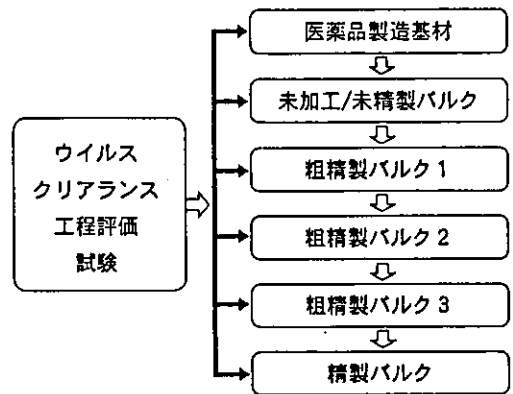 ウイルス
クリアランス
工程評価
試験
医薬品製造基材
未加工/未精製バルク
粗精製バルク1
粗精製バルク2
粗精製バルク3
精製バルク